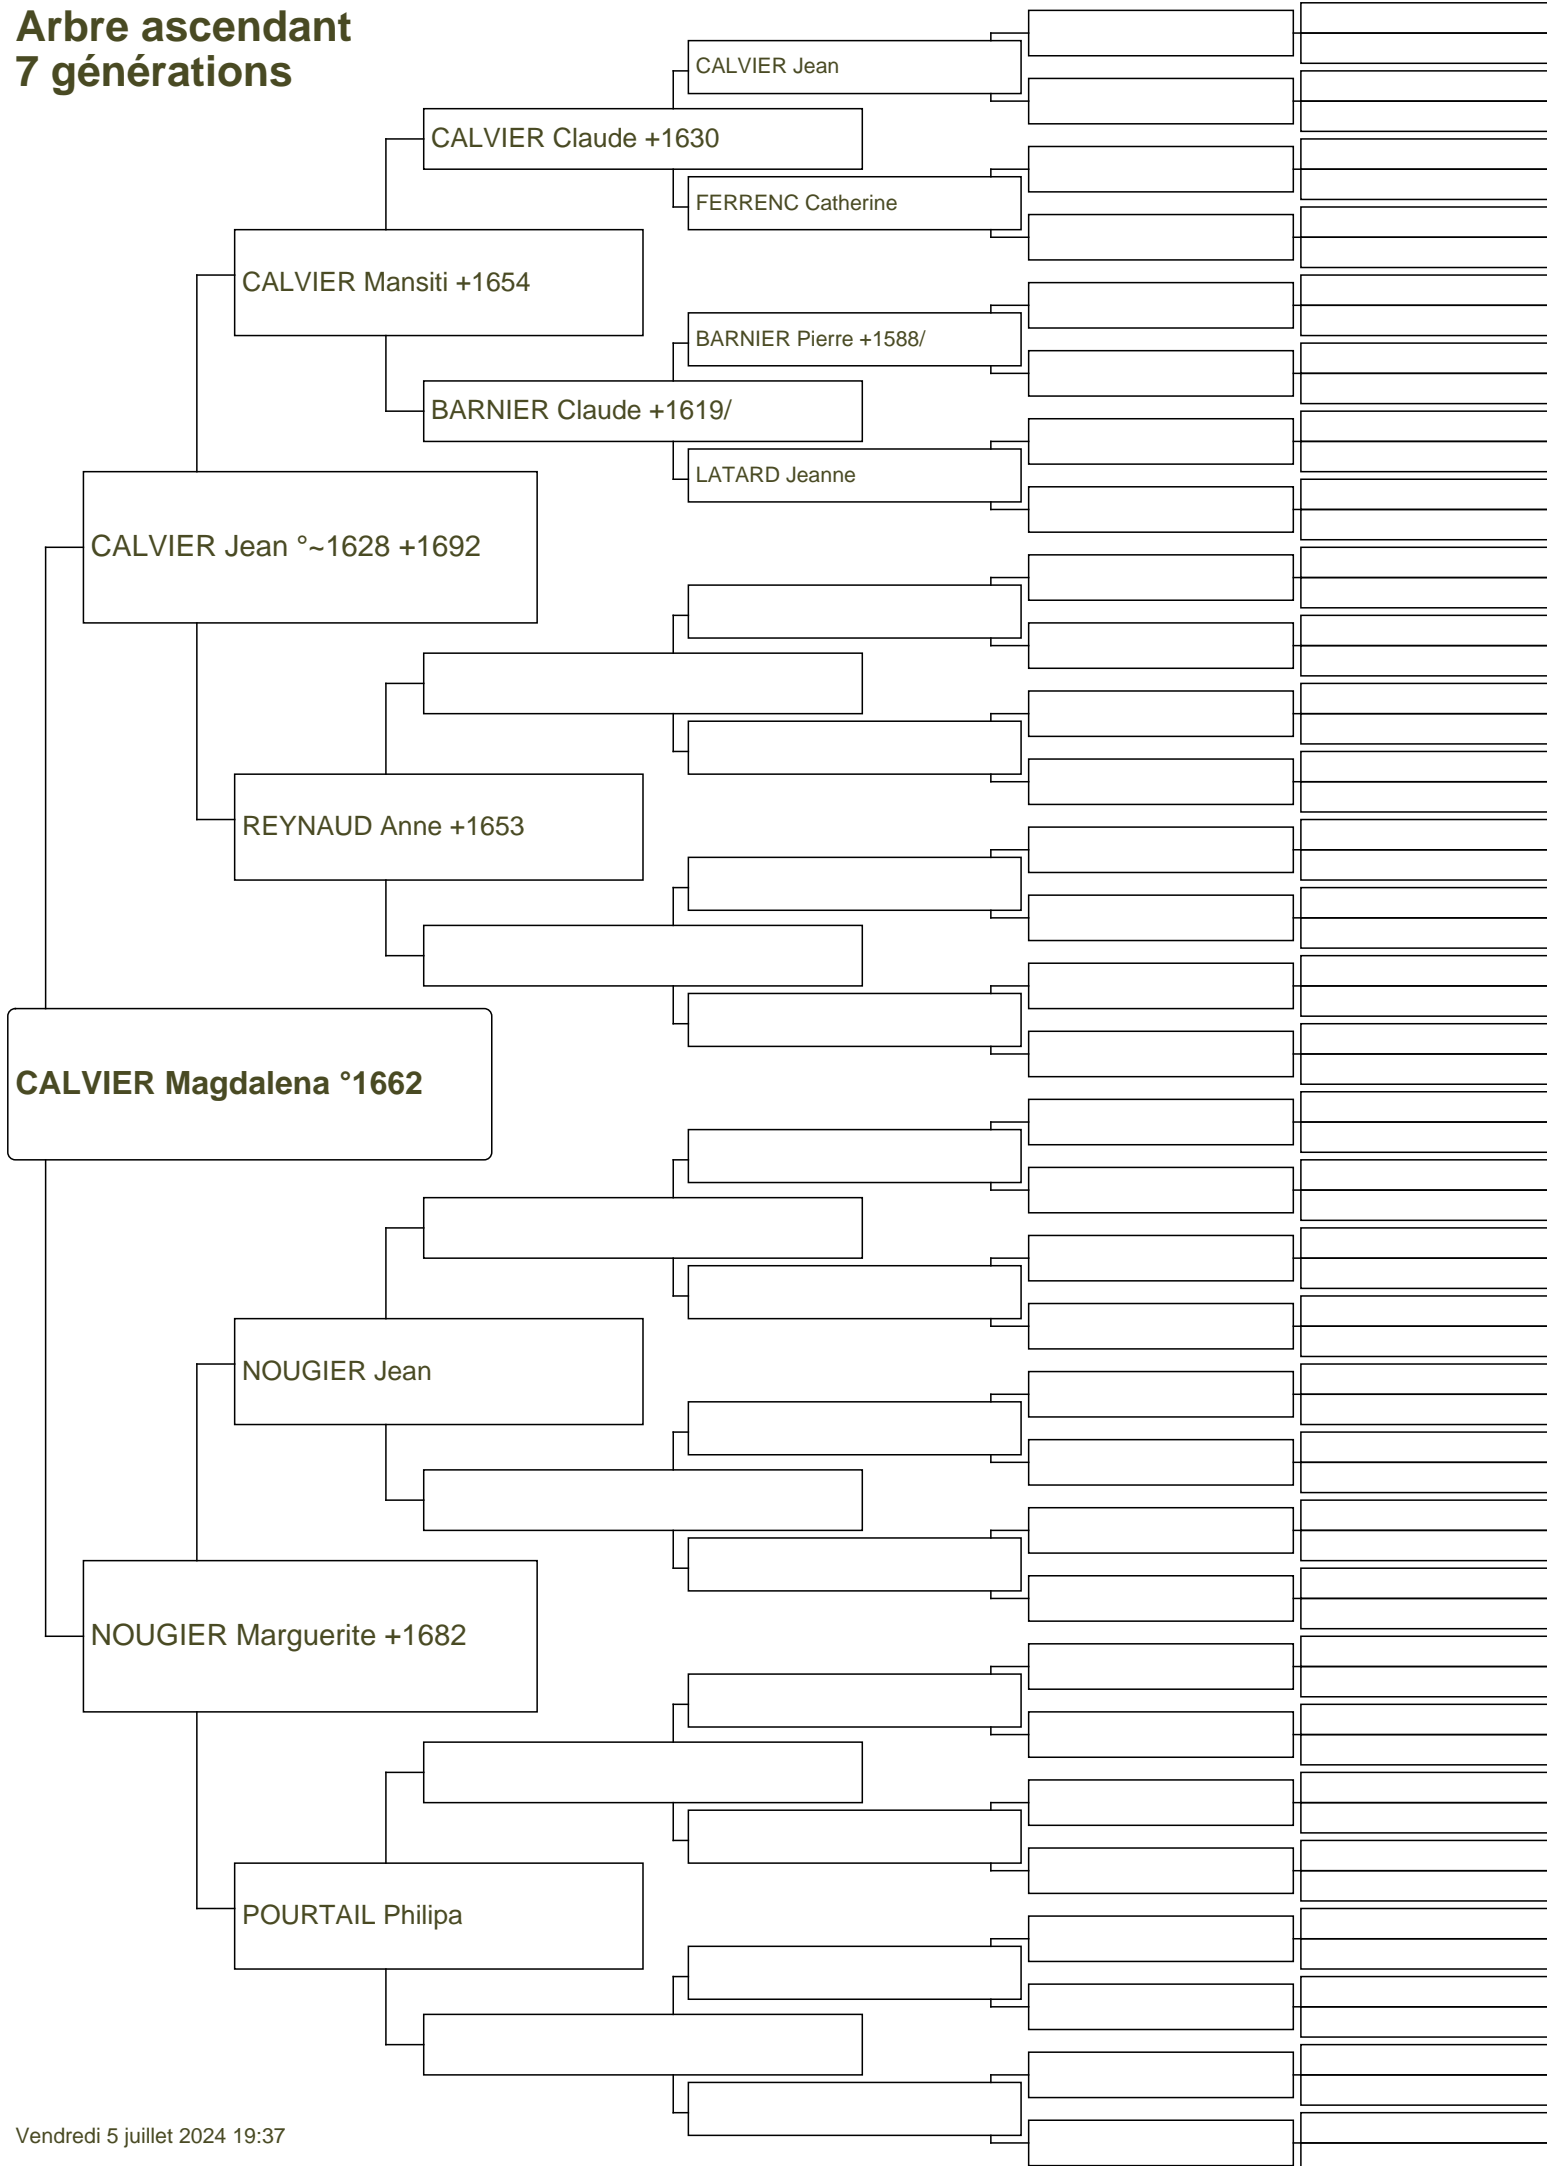 Arbre ascendant
7 générations
CALVIER Jean
CALVIER Claude +1630
FERRENC Catherine
CALVIER Mansiti +1654
BARNIER Pierre +1588/
BARNIER Claude +1619/
LATARD Jeanne
CALVIER Jean °~1628 +1692
REYNAUD Anne +1653
CALVIER Magdalena °1662
NOUGIER Jean
NOUGIER Marguerite +1682
POURTAIL Philipa
Vendredi 5 juillet 2024 19:37